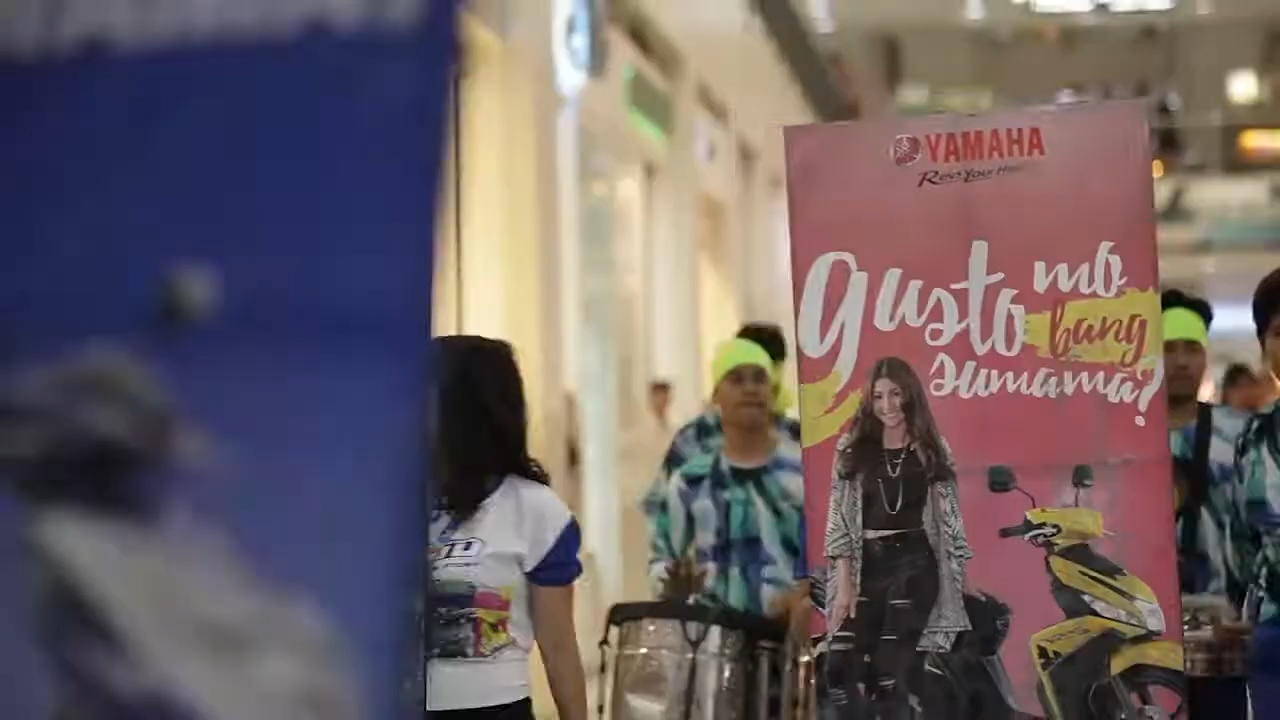 YAMAHA
Revs Your Heart
gusto mo
bang
sumama?